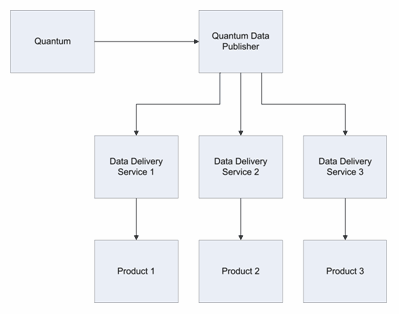 Quantum
Quantum Data
Publisher
Data Delivery
Service 1
Data Delivery
Service 2
Data Delivery
Service 3
Product 1
Product 2
Product 3